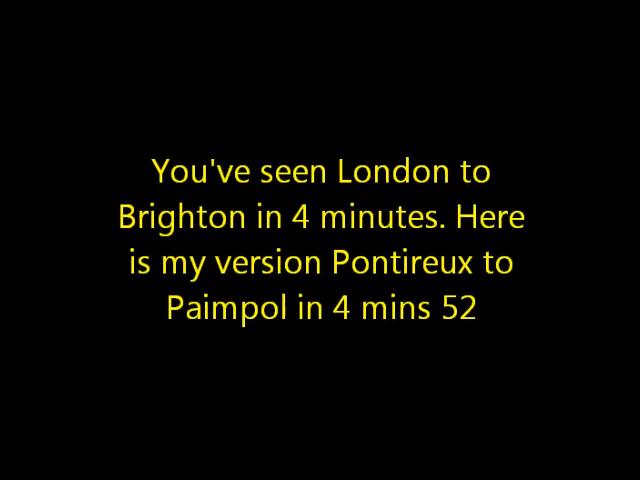 You've seen London to
Brighton in 4 minutes. Here
is my version Pontireux to
Paimpol in 4 mins 52